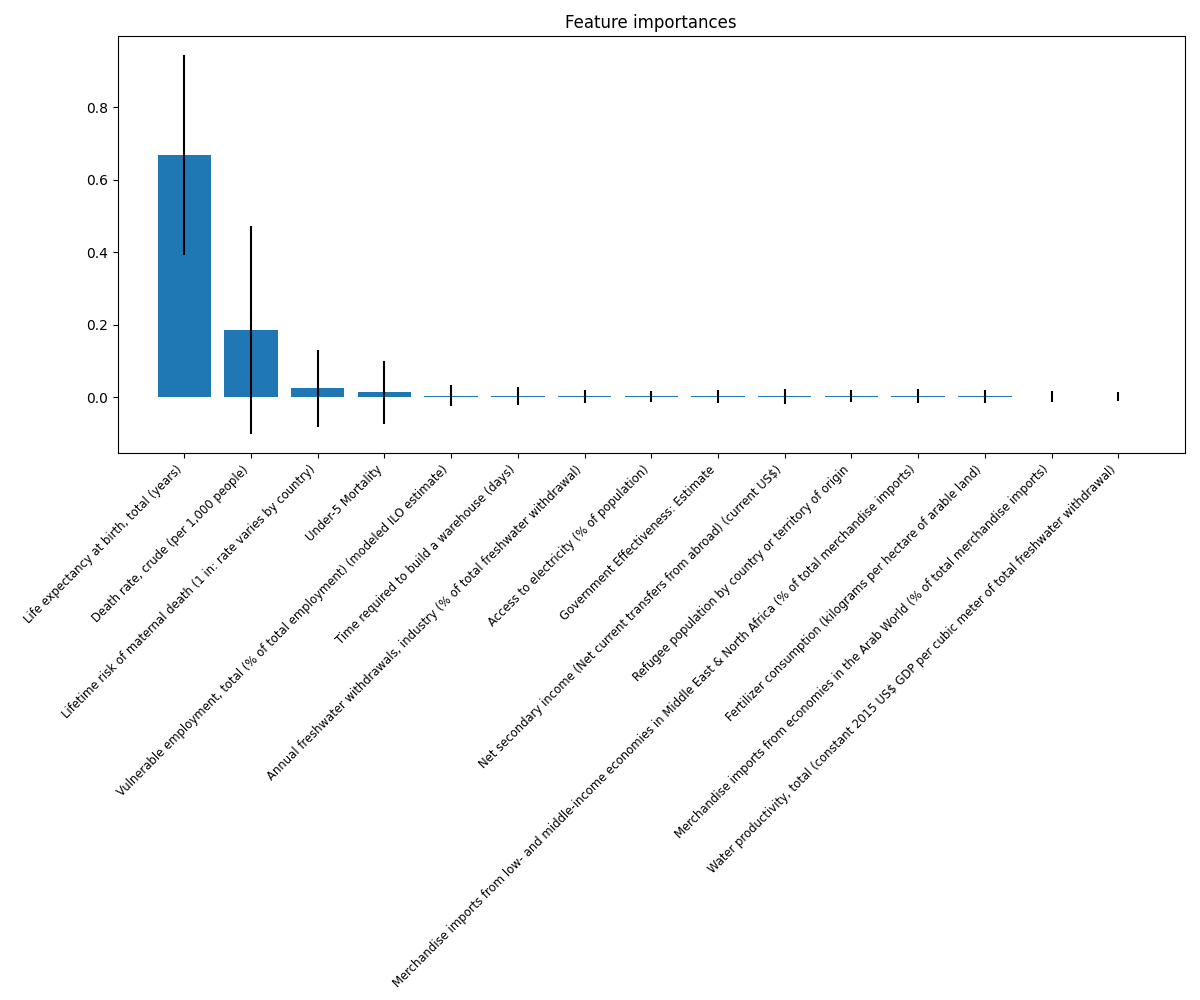 Feature importances
0.8
0.6
0.4
0.2
0.0
Life expectancy at birth, total (years)
Death rate, crude (per 1,000 people)
Lifetime risk of maternal death (1 in: rate varies by country)
Under-5 Mortality
Vulnerable employment, total (% of total employment) (modeled ILO estimate)
Time required to build a warehouse (days)
Annual freshwater withdrawals, industry (% of total freshwater withdrawal)
Access to electricity (% of population)
Government Effectiveness: Estimate
Net secondary income (Net current transfers from abroad) (current US$)
Refugee population by country or territory of origin
Merchandise imports from low- and middle-income economies in Middle East & North Africa (% of total merchandise imports)
Fertilizer consumption (kilograms per hectare of arable land)
Merchandise imports from economies in the Arab World (% of total merchandise imports)
Water productivity, total (constant 2015 US$ GDP per cubic meter of total freshwater withdrawal)